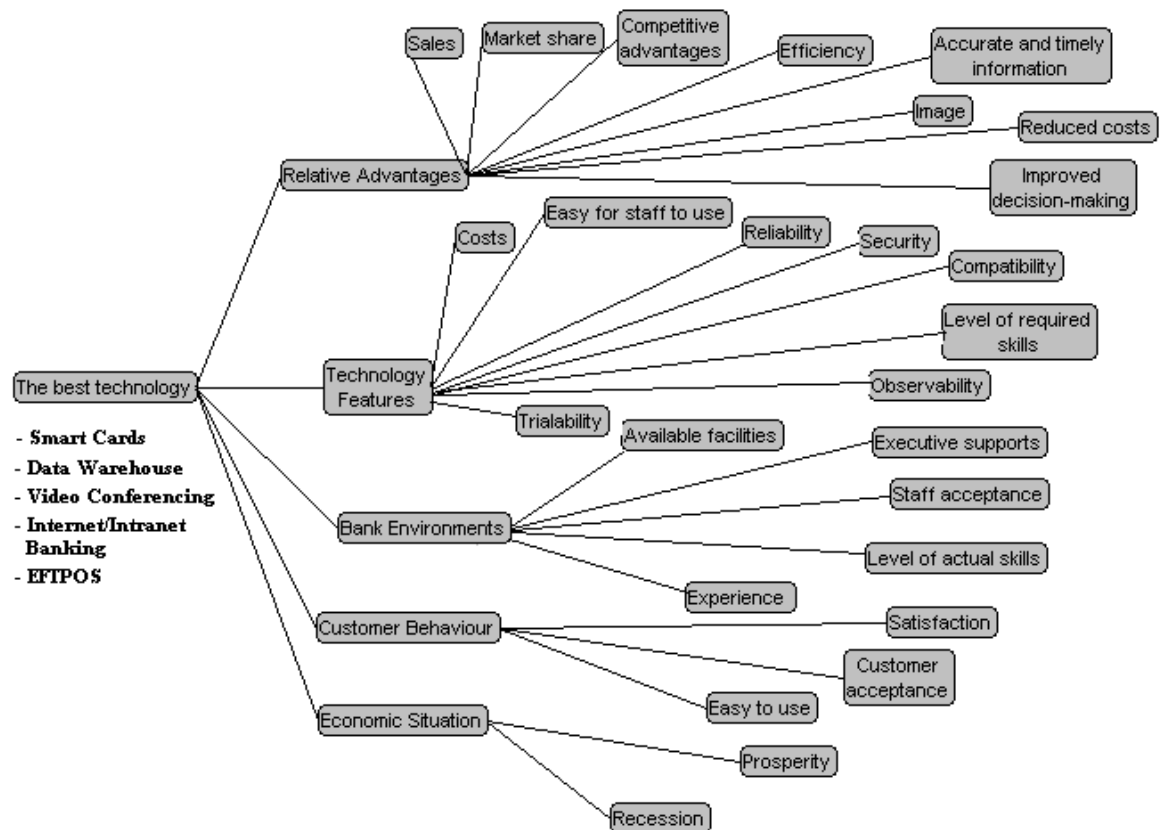 Sales
Market share
Competitive
advantages
Efficiency
Accurate and timely
information
Image
Reduced costs
Relative Advantages
Improved
decision-making
Easy for staff to use
Costs
Reliability
Security
Compatibility
Level of required
skills
The best technology
Technology
Features
Observability
Trialability
- Smart Cards
- Data Warehouse
- Video Conferencing
- Internet/Intranet
Banking
- EFTPOS
Available facilities
Executive supports
Staff acceptance
Bank Environments
Level of actual skills
Experience
Customer Behaviour
Satisfaction
Customer
acceptance
Easy to use
Economic Situation
Prosperity
Recession